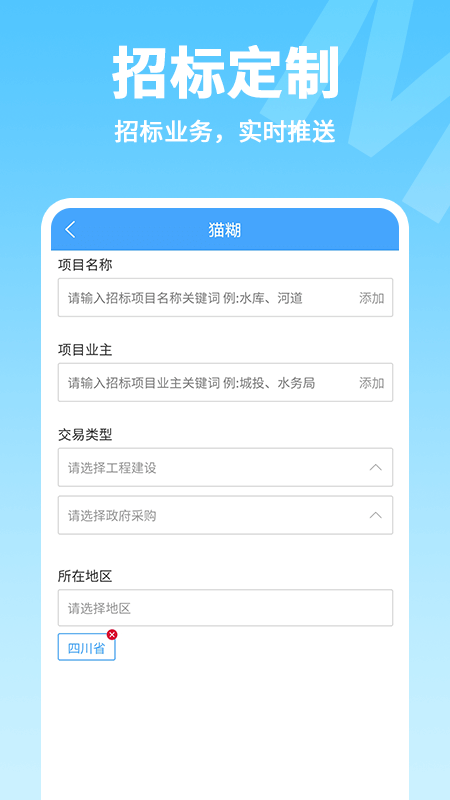 招标定制
招标业务，实时推送
猫糊
项目名称
请输入招标项目名称关键词 例:水库、河道 添加
项目业主
请输入招标项目业主关键词 例:城投、水务局 添加
交易类型
请选择工程建设
请选择政府采购
所在地区
请选择地区
四川省